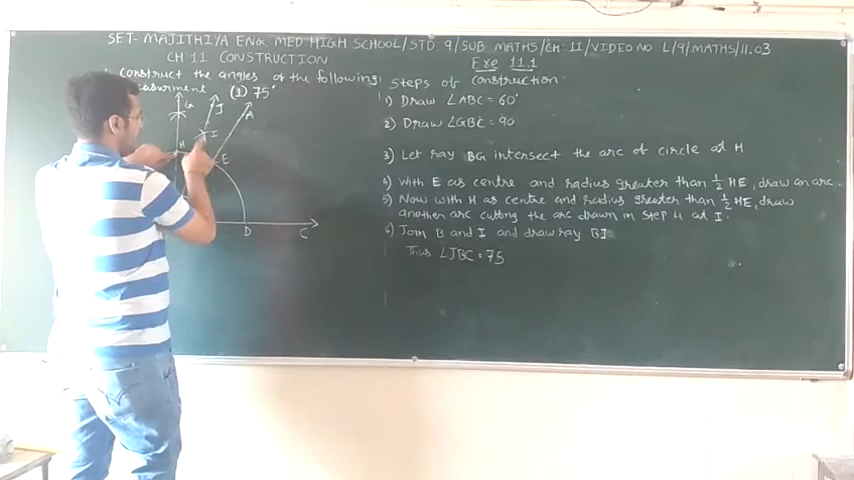 SET- MAJITHIYA ENG MED HIGH SCHOOL/STD 9/SUB MATHS/CH: 11/VIDEO NO L/9/MATHS/11.03
CH 11 CONSTRUCTION
Exe 11.1
Construct the angles of the following
(1) 75°
G
J
A
I
H
E
D
C
Steps of construction:
1) Draw ∠ABC = 60°
2) Draw ∠GBC = 90
3) Let ray BG intersect the arc of circle at H
4) With E as centre and radius greater than 1/2 HE, draw an arc.
5) Now with H as centre and radius greater than 1/2 HE, draw
another arc cutting the arc drawn in step 4 at I.
6) Join B and I and draw ray BJ
Thus ∠JBC = 75